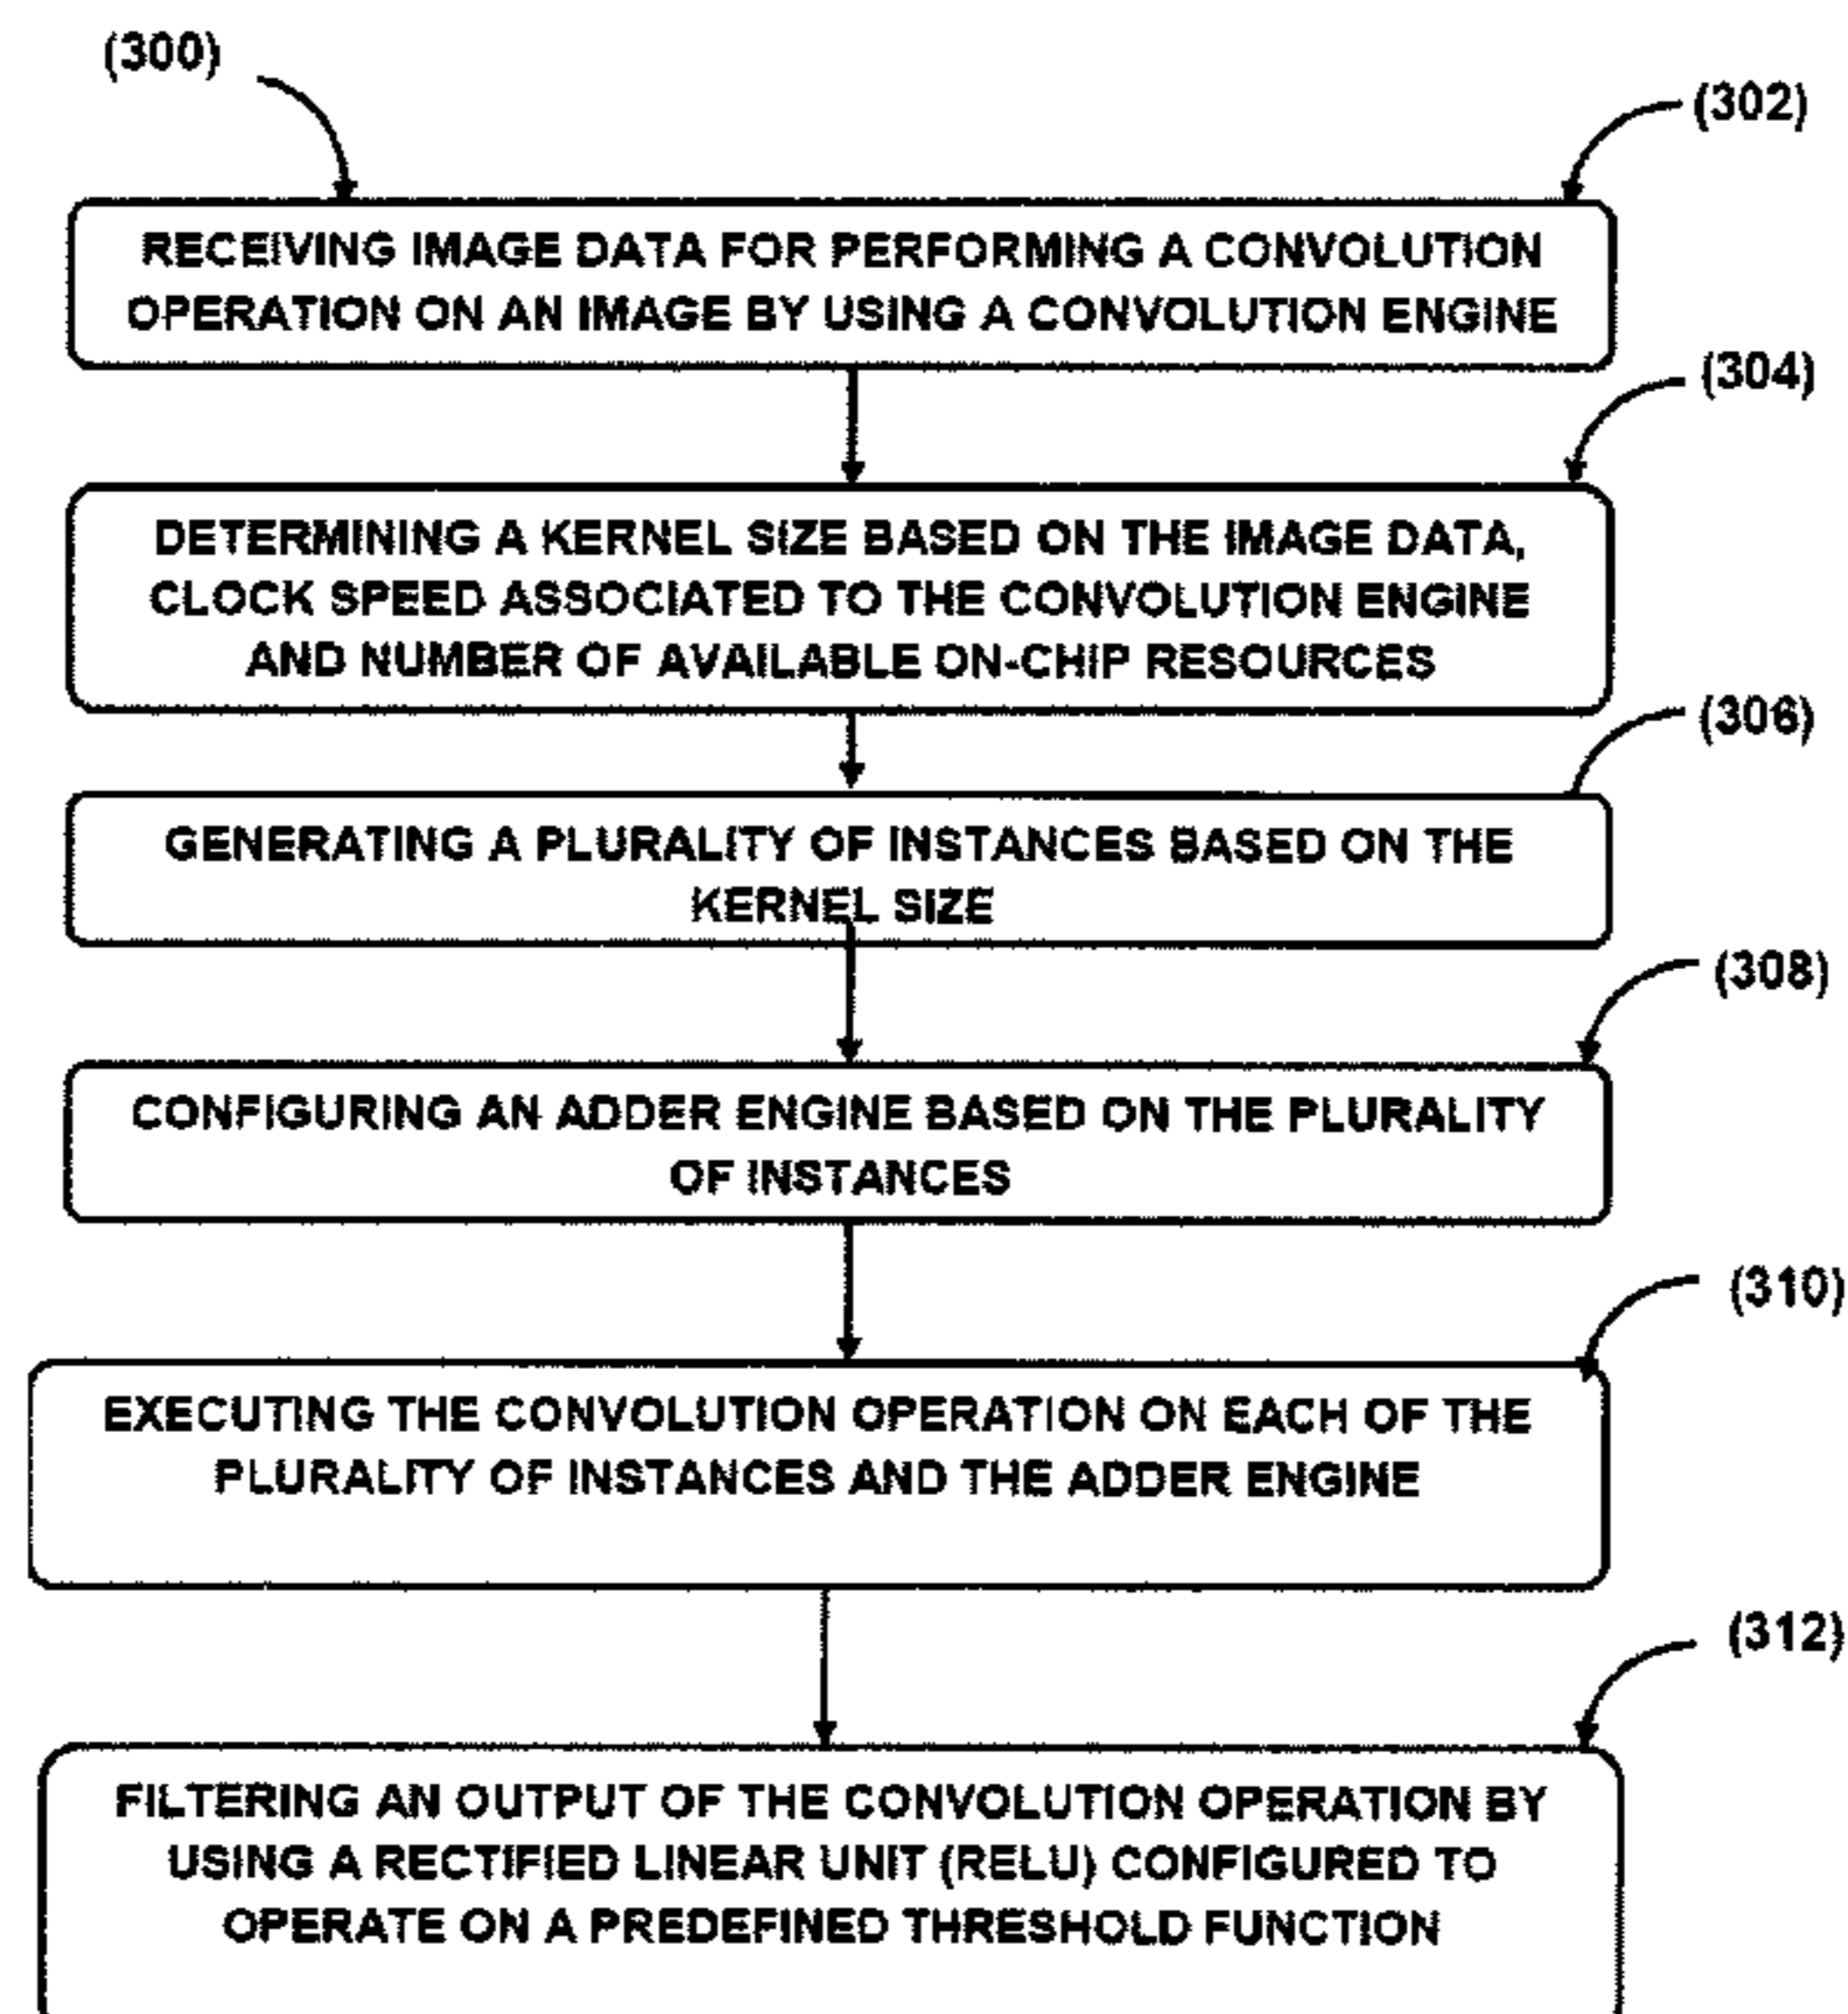 (300)
(302)
RECEIVING IMAGE DATA FOR PERFORMING A CONVOLUTION
OPERATION ON AN IMAGE BY USING A CONVOLUTION ENGINE
(304)
DETERMINING A KERNEL SIZE BASED ON THE IMAGE DATA,
CLOCK SPEED ASSOCIATED TO THE CONVOLUTION ENGINE
AND NUMBER OF AVAILABLE ON-CHIP RESOURCES
(306)
GENERATING A PLURALITY OF INSTANCES BASED ON THE
KERNEL SIZE
(308)
CONFIGURING AN ADDER ENGINE BASED ON THE PLURALITY
OF INSTANCES
(310)
EXECUTING THE CONVOLUTION OPERATION ON EACH OF THE
PLURALITY OF INSTANCES AND THE ADDER ENGINE
(312)
FILTERING AN OUTPUT OF THE CONVOLUTION OPERATION BY
USING A RECTIFIED LINEAR UNIT (RELU) CONFIGURED TO
OPERATE ON A PREDEFINED THRESHOLD FUNCTION